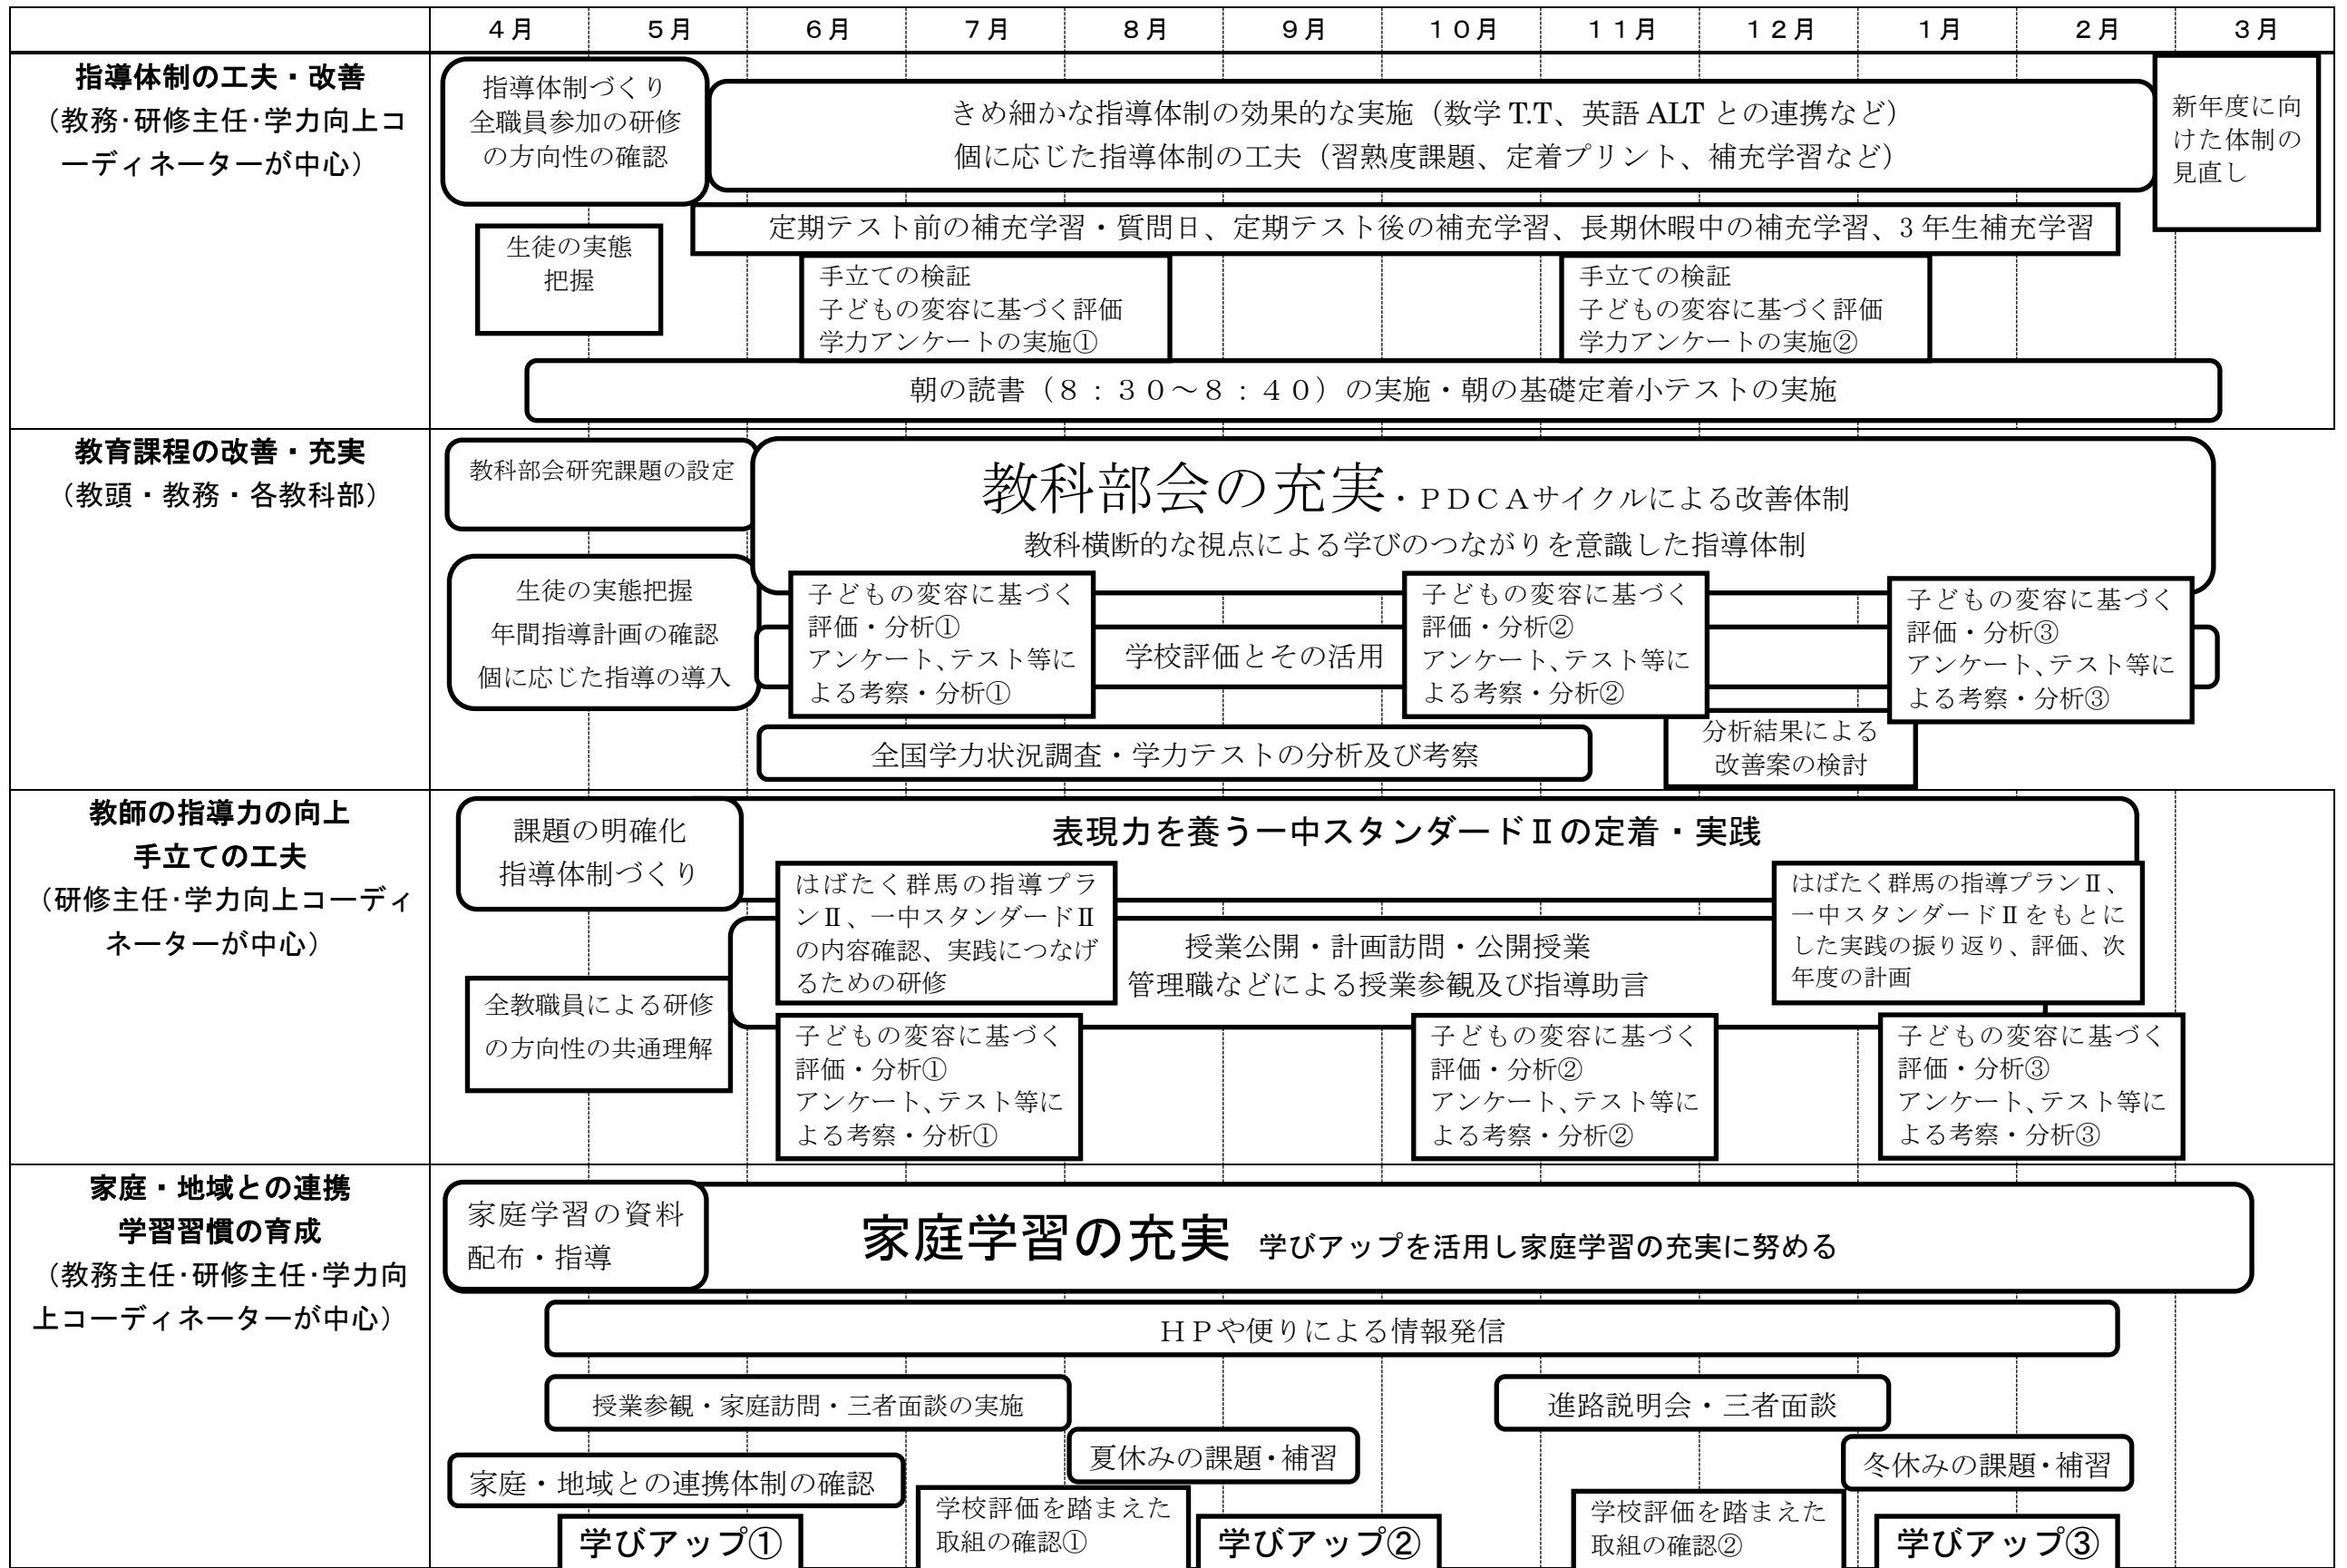 4月 5月 6月 7月 8月 9月 10月 11月 12月 1月 2月 3月
指導体制の工夫・改善
（教務・研修主任・学力向上コ
ーディネーターが中心）
指導体制づくり
全職員参加の研修
の方向性の確認
きめ細かな指導体制の効果的な実施（数学 T.T、英語 ALT との連携など）
個に応じた指導体制の工夫（習熟度課題、定着プリント、補充学習など）
新年度に向
けた体制の
見直し
定期テスト前の補充学習・質問日、定期テスト後の補充学習、長期休暇中の補充学習、3 年生補充学習
生徒の実態
把握
手立ての検証
子どもの変容に基づく評価
学力アンケートの実施①
手立ての検証
子どもの変容に基づく評価
学力アンケートの実施②
朝の読書（８：３０～８：４０）の実施・朝の基礎定着小テストの実施
教育課程の改善・充実
（教頭・教務・各教科部）
教科部会研究課題の設定
教科部会の充実・ＰＤＣＡサイクルによる改善体制
教科横断的な視点による学びのつながりを意識した指導体制
生徒の実態把握
年間指導計画の確認
個に応じた指導の導入
子どもの変容に基づく
評価・分析①
アンケート、テスト等に
よる考察・分析①
学校評価とその活用
子どもの変容に基づく
評価・分析②
アンケート、テスト等に
よる考察・分析②
子どもの変容に基づく
評価・分析③
アンケート、テスト等に
よる考察・分析③
全国学力状況調査・学力テストの分析及び考察
分析結果による
改善案の検討
教師の指導力の向上
手立ての工夫
（研修主任・学力向上コーディ
ネーターが中心）
課題の明確化
指導体制づくり
表現力を養う一中スタンダードⅡの定着・実践
はばたく群馬の指導プラ
ンⅡ、一中スタンダードⅡ
の内容確認、実践につなげ
るための研修
授業公開・計画訪問・公開授業
管理職などによる授業参観及び指導助言
はばたく群馬の指導プランⅡ、
一中スタンダードⅡをもとに
した実践の振り返り、評価、次
年度の計画
全教職員による研修
の方向性の共通理解
子どもの変容に基づく
評価・分析①
アンケート、テスト等に
よる考察・分析①
子どもの変容に基づく
評価・分析②
アンケート、テスト等に
よる考察・分析②
子どもの変容に基づく
評価・分析③
アンケート、テスト等に
よる考察・分析③
家庭・地域との連携
学習習慣の育成
（教務主任・研修主任・学力向
上コーディネーターが中心）
家庭学習の資料
配布・指導
家庭学習の充実 学びアップを活用し家庭学習の充実に努める
ＨＰや便りによる情報発信
授業参観・家庭訪問・三者面談の実施
進路説明会・三者面談
夏休みの課題・補習
冬休みの課題・補習
家庭・地域との連携体制の確認
学校評価を踏まえた
取組の確認①
学校評価を踏まえた
取組の確認②
学びアップ①
学びアップ②
学びアップ③